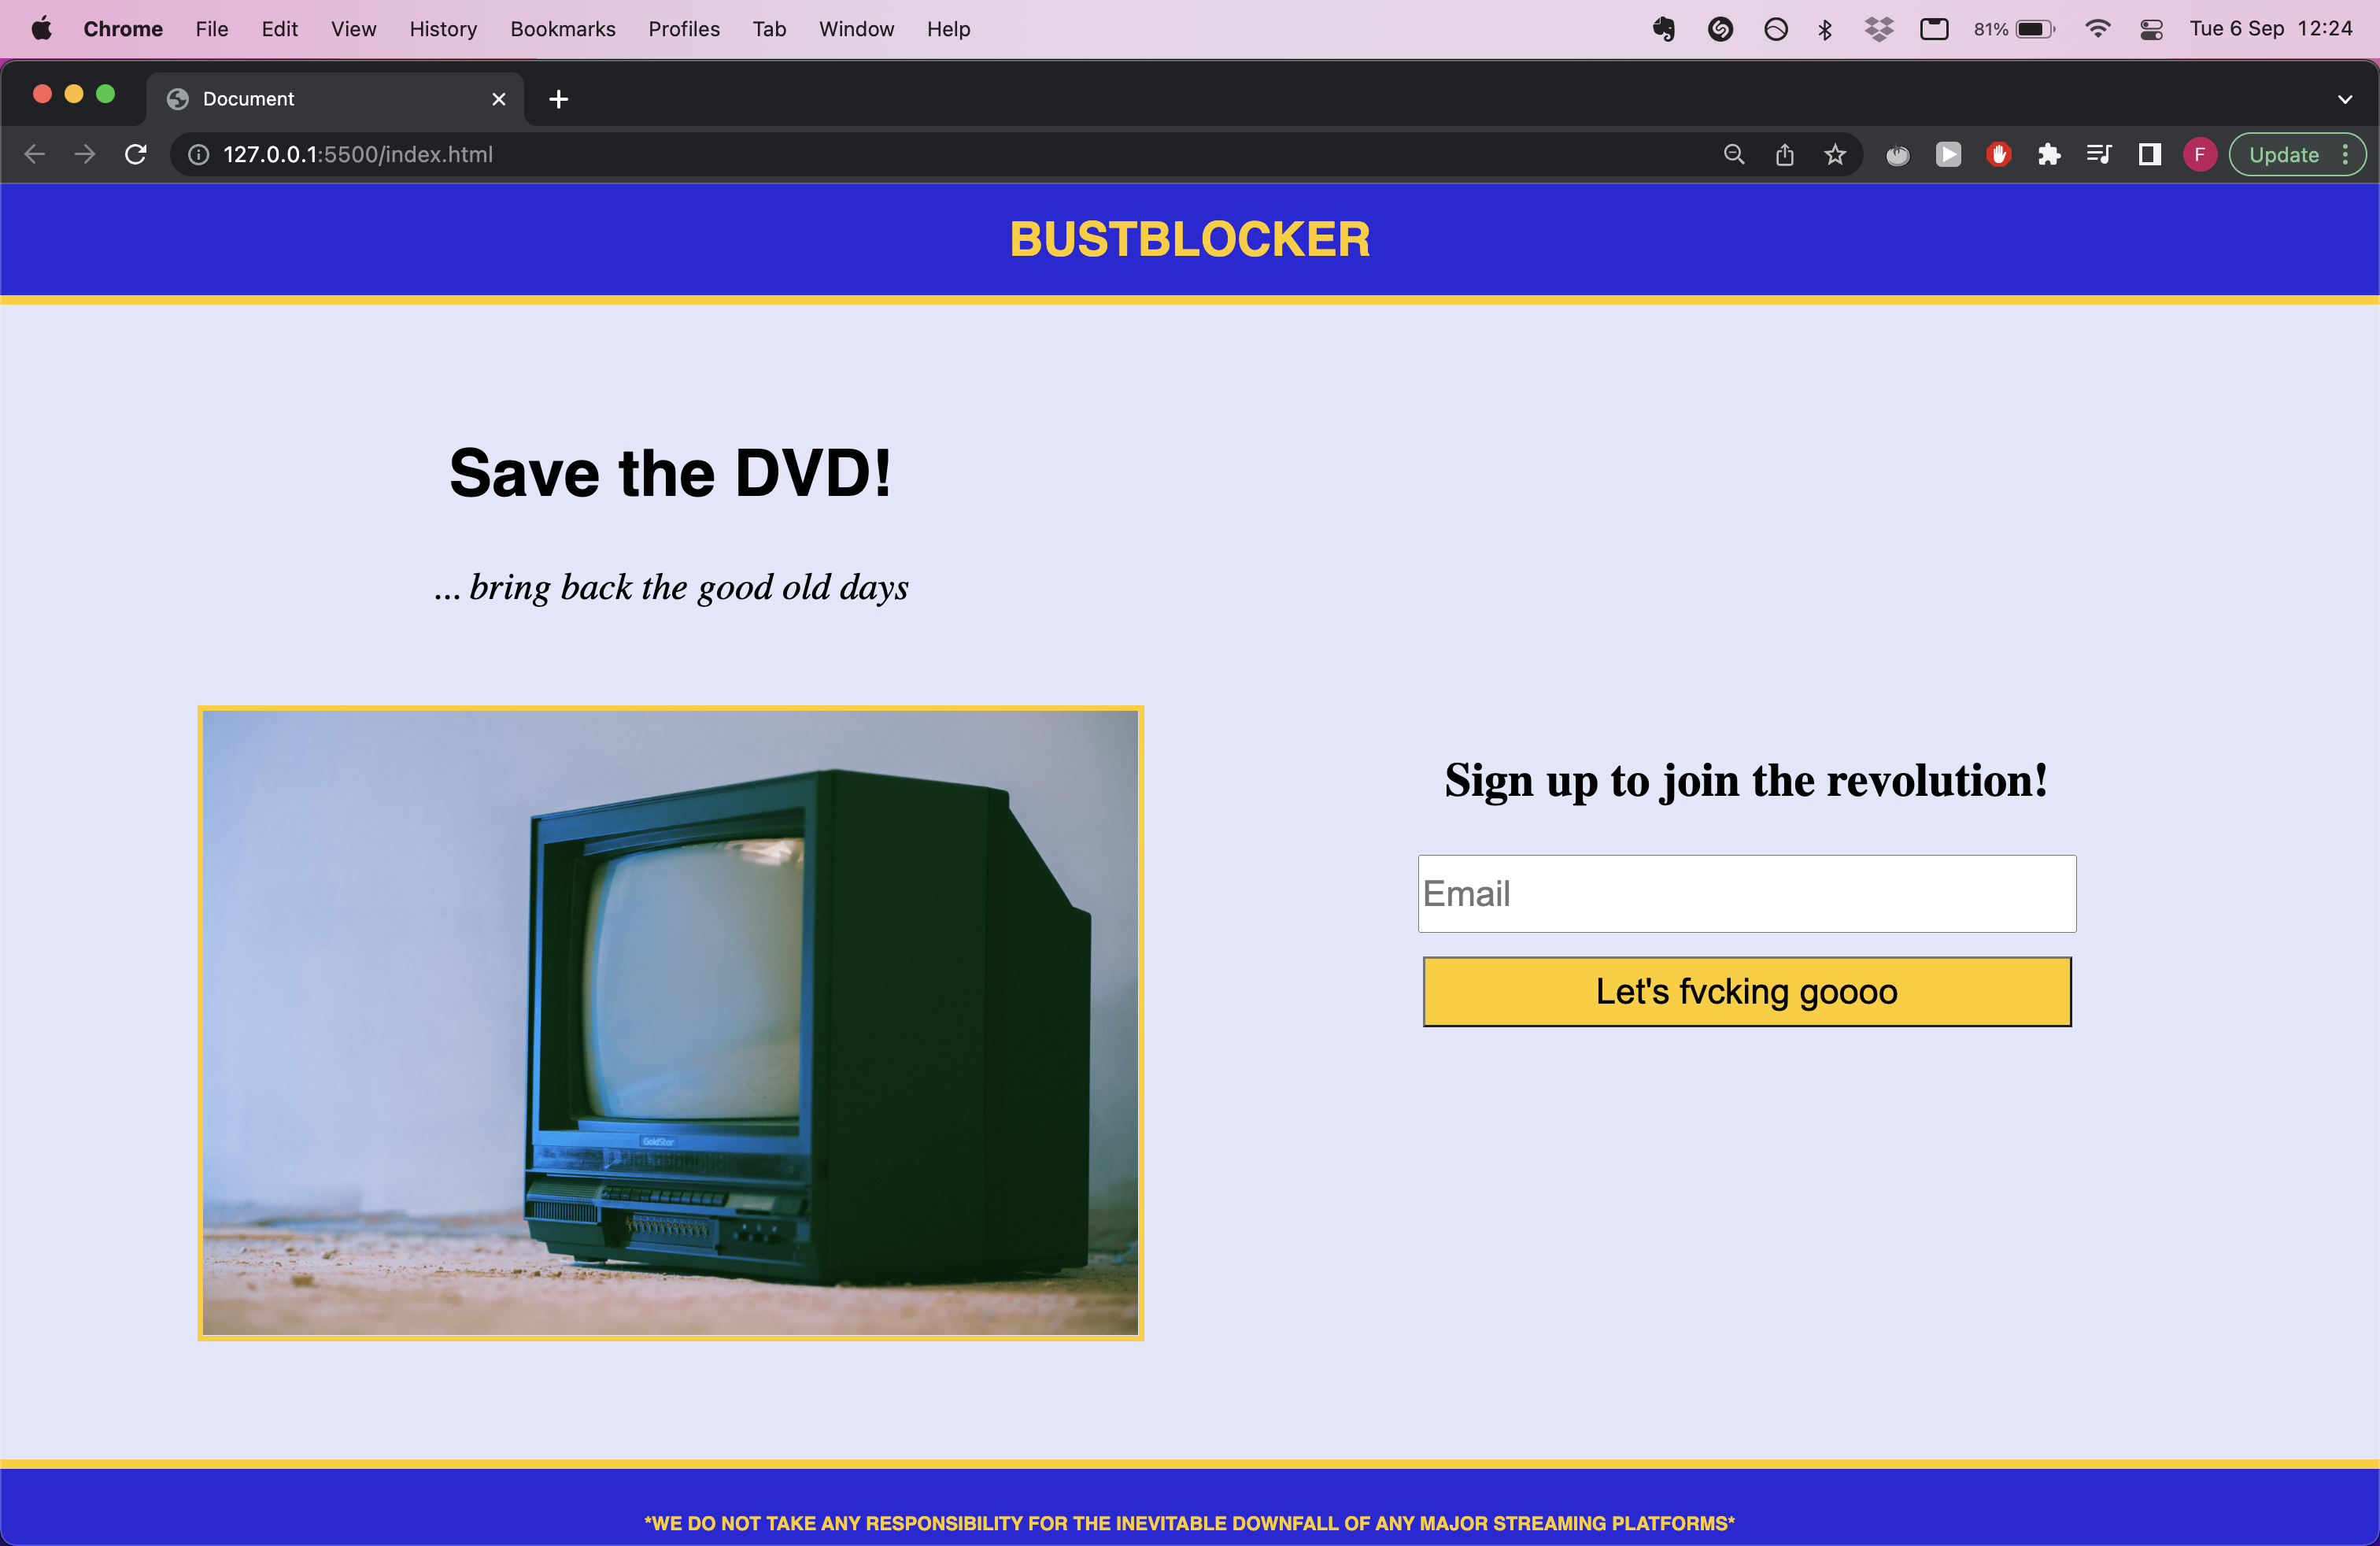 Chrome File Edit View History Bookmarks Profiles Tab Window Help 81% Tue 6 Sep 12:24
Document
127.0.0.1:5500/index.html F Update
BUSTBLOCKER
Save the DVD!
... bring back the good old days
GoldStar
Sign up to join the revolution!
Email
Let's fvcking goooo
*WE DO NOT TAKE ANY RESPONSIBILITY FOR THE INEVITABLE DOWNFALL OF ANY MAJOR STREAMING PLATFORMS*